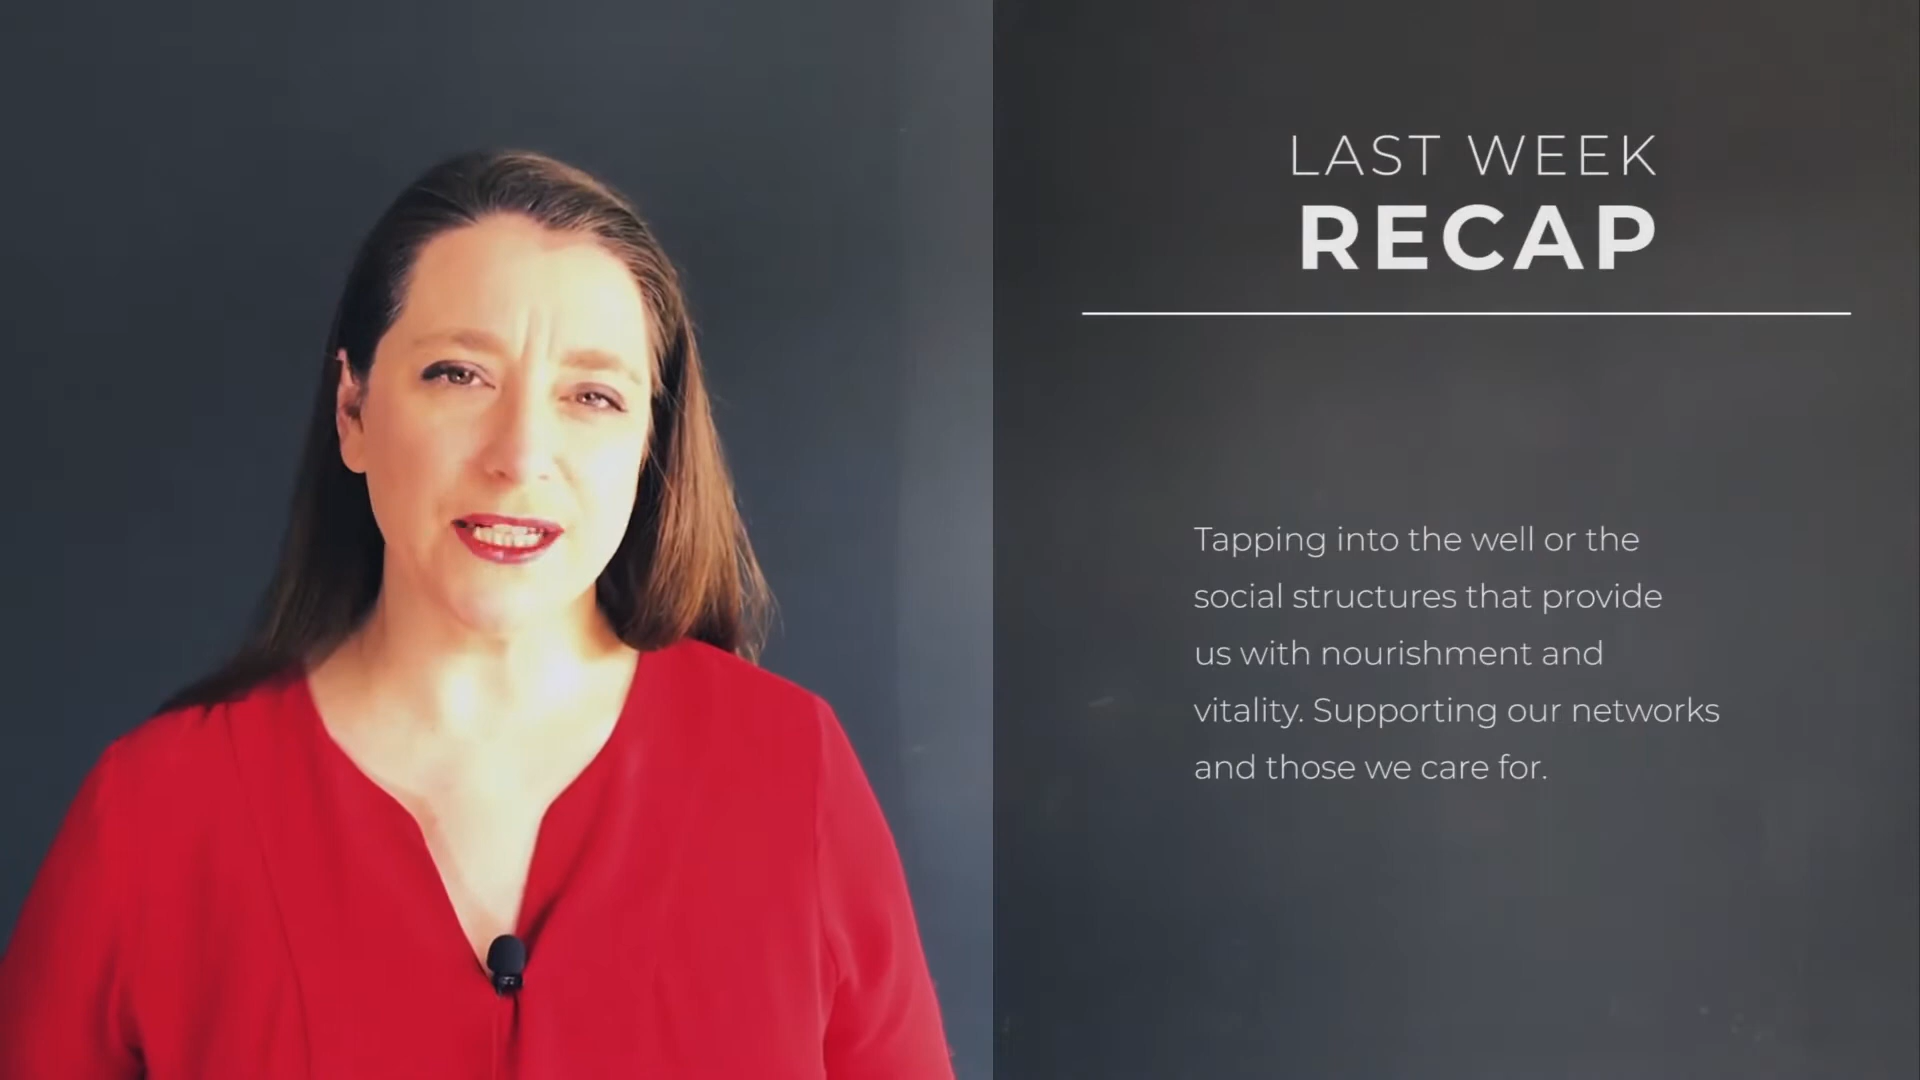 LAST WEEK
RECAP
Tapping into the well or the
social structures that provide
us with nourishment and
vitality. Supporting our networks
and those we care for.